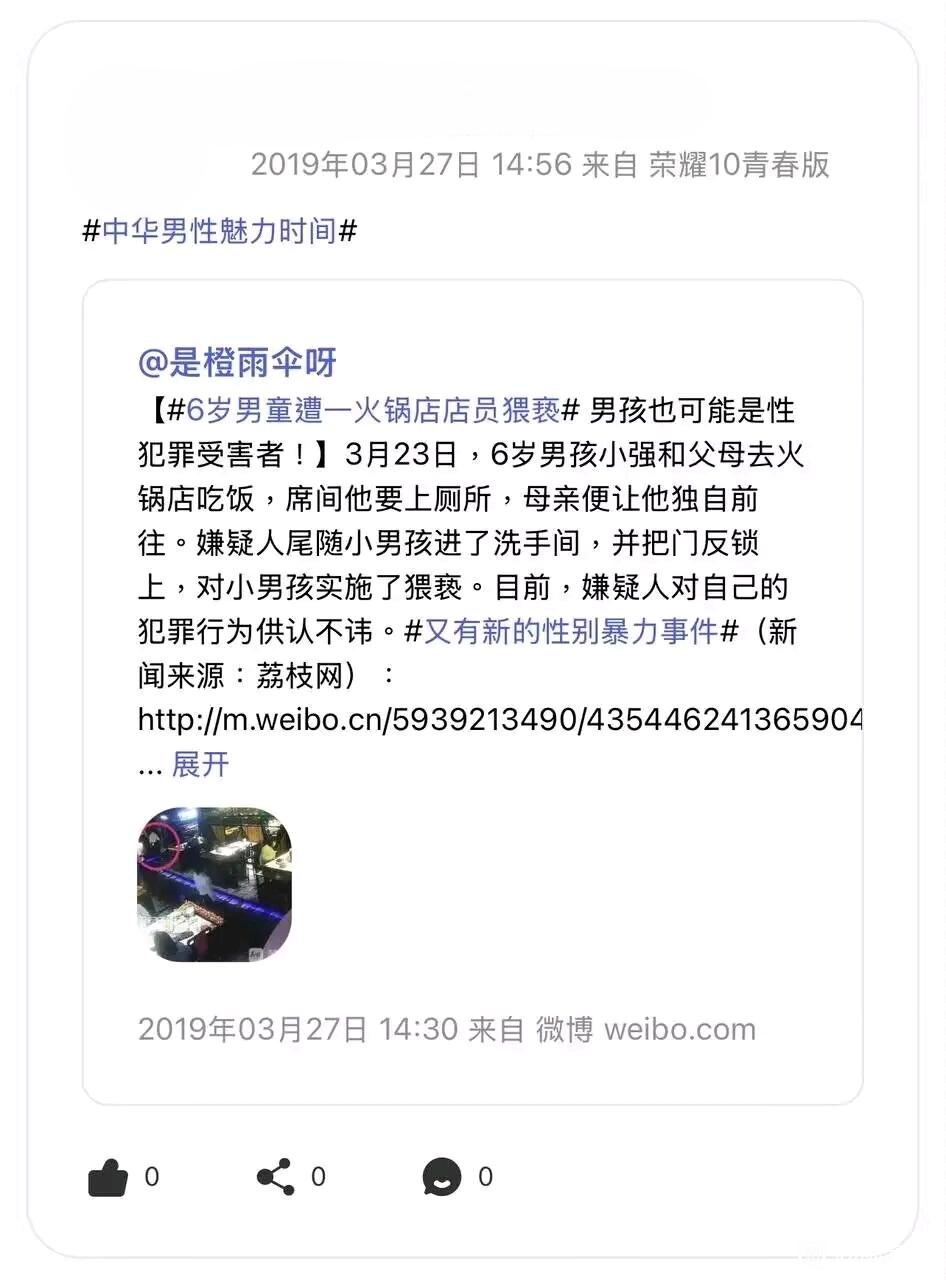 2019年03月27日 14:56 来自 荣耀10青春版
#中华男性魅力时间#
@是橙雨伞呀
【#6岁男童遭一火锅店店员猥亵# 男孩也可能是性
犯罪受害者！】3月23日，6岁男孩小强和父母去火
锅店吃饭，席间他要上厕所，母亲便让他独自前
往。嫌疑人尾随小男孩进了洗手间，并把门反锁
上，对小男孩实施了猥亵。目前，嫌疑人对自己的
犯罪行为供认不讳。#又有新的性别暴力事件#（新
闻来源：荔枝网）：
http://m.weibo.cn/5939213490/435446241365904
... 展开
2019年03月27日 14:30 来自 微博 weibo.com
0
0
0